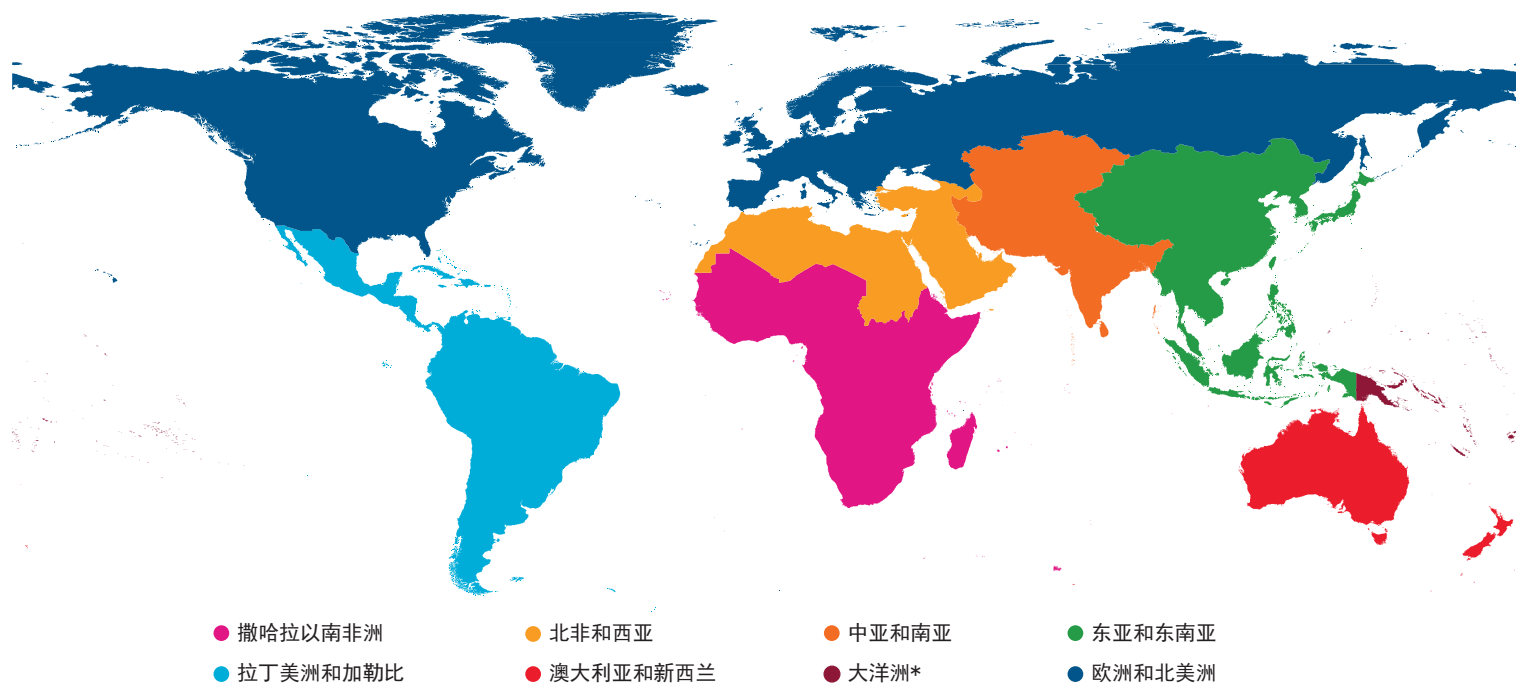 撒哈拉以南非洲 北非和西亚 中亚和南亚 东亚和东南亚
拉丁美洲和加勒比 澳大利亚和新西兰 大洋洲* 欧洲和北美洲